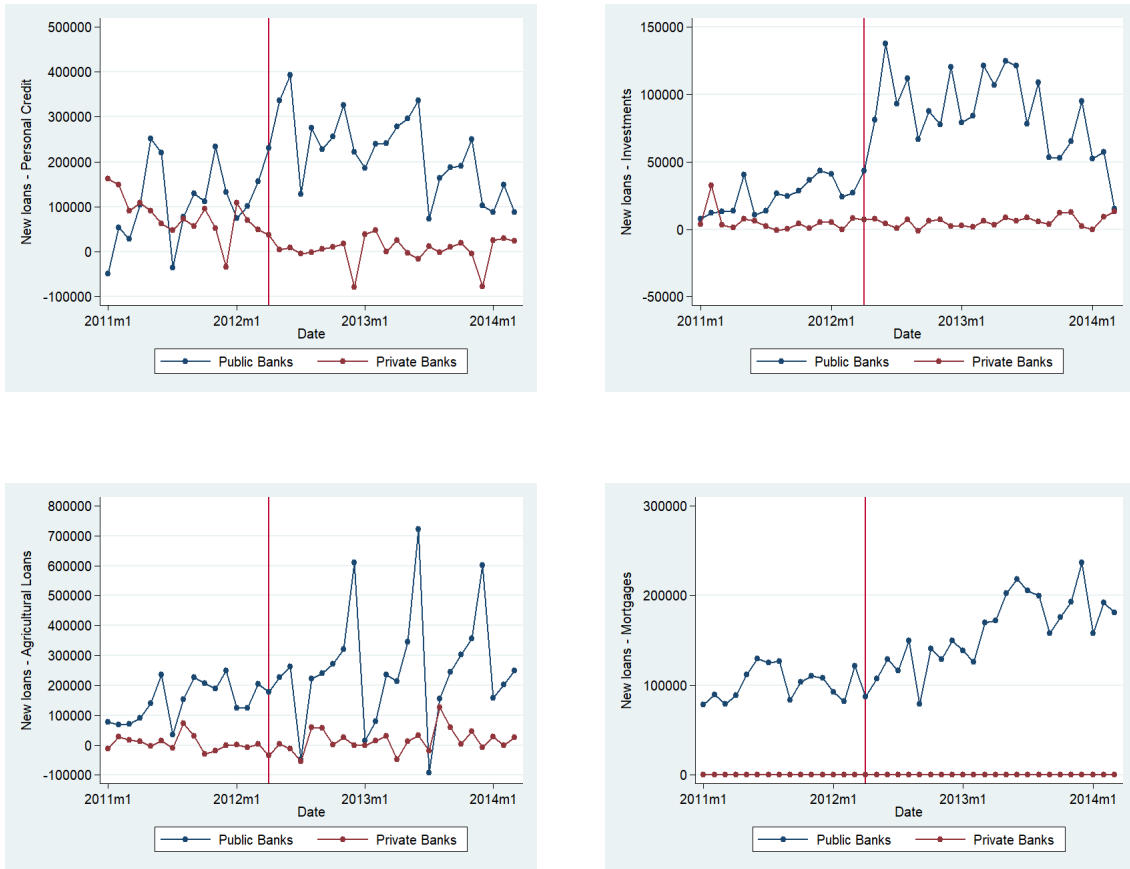 New loans - Personal Credit
500000
400000
300000
200000
100000
0
-100000
2011m1 2012m1 2013m1 2014m1
Date
Public Banks Private Banks
New loans - Investments
150000
100000
50000
0
-50000
2011m1 2012m1 2013m1 2014m1
Date
Public Banks Private Banks
New loans - Agricultural Loans
800000
700000
600000
500000
400000
300000
200000
100000
0
-100000
2011m1 2012m1 2013m1 2014m1
Date
Public Banks Private Banks
New loans - Mortgages
300000
200000
100000
0
2011m1 2012m1 2013m1 2014m1
Date
Public Banks Private Banks